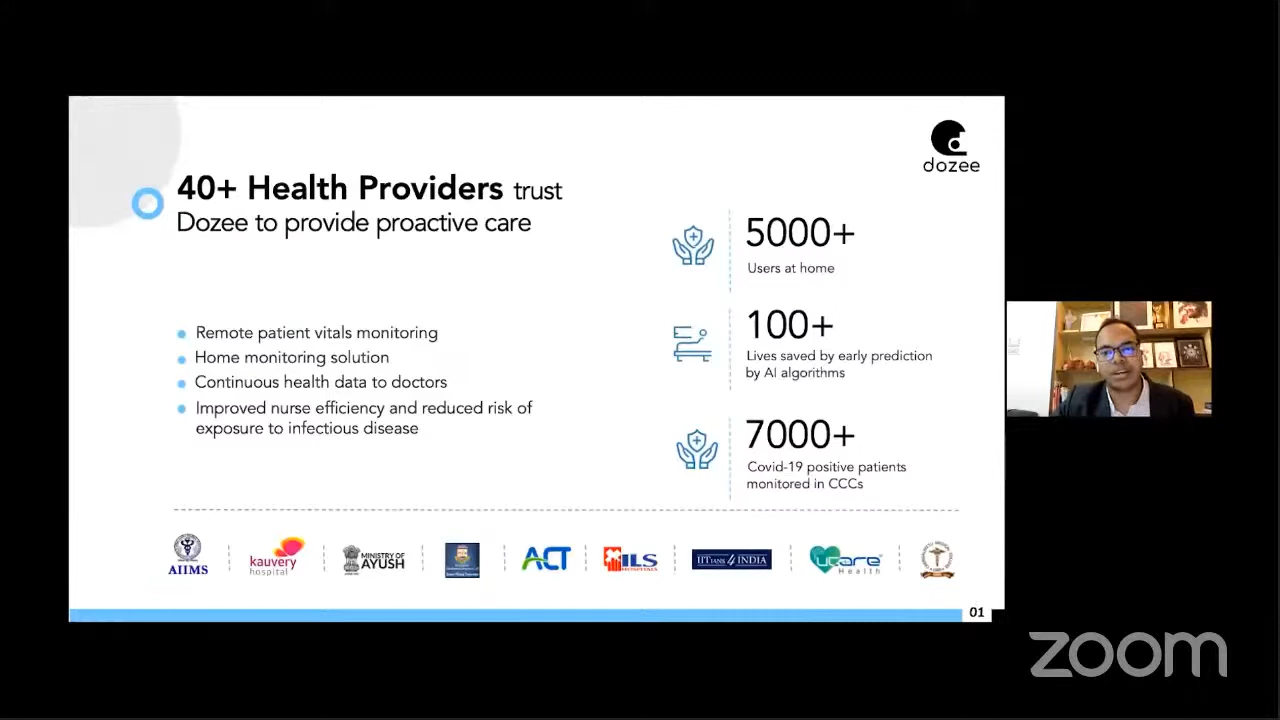 dozee
40+ Health Providers trust
Dozee to provide proactive care
5000+
Users at home
Remote patient vitals monitoring
Home monitoring solution
Continuous health data to doctors
Improved nurse efficiency and reduced risk of
exposure to infectious disease
100+
Lives saved by early prediction
by AI algorithms
7000+
Covid-19 positive patients
monitored in CCCs
AIIMS
kauvery
hospital
MINISTRY OF
AYUSH
ACT
ILS
HOSPITALS
IITIANS 4 INDIA
ucare
Health
01
zoom